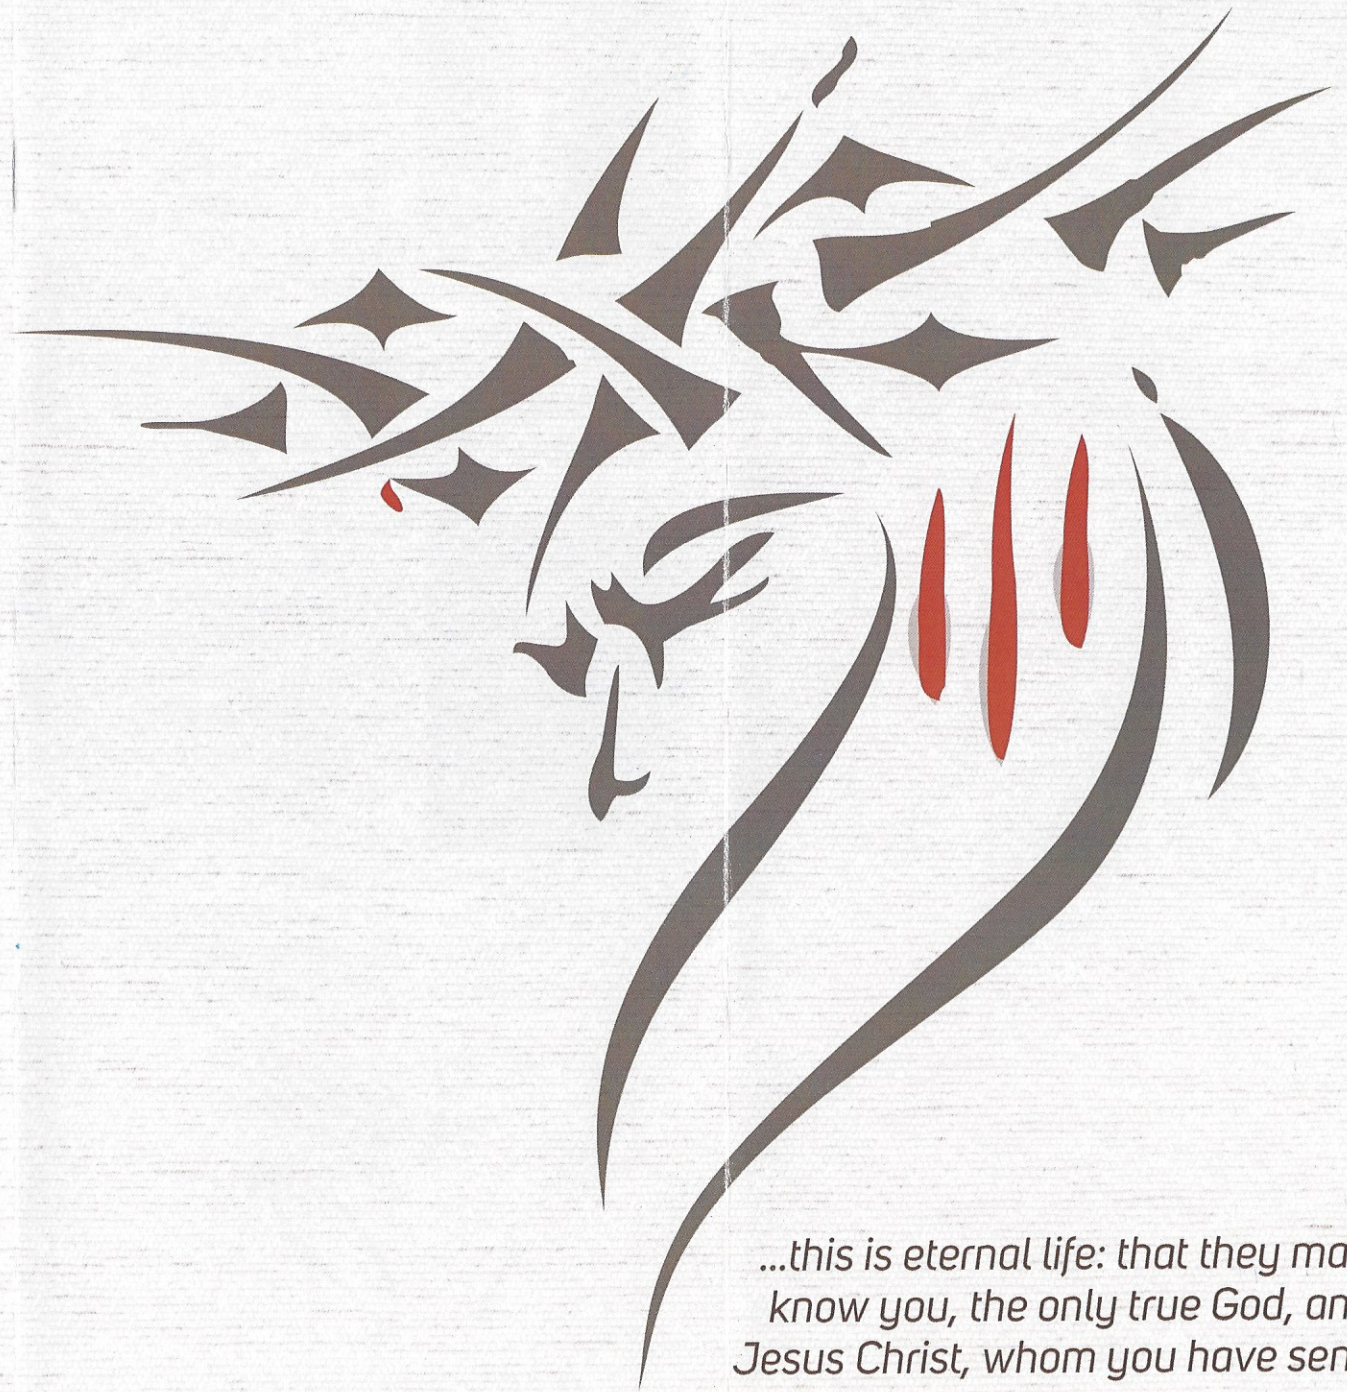 ...this is eternal life: that they ma
know you, the only true God, an
Jesus Christ, whom you have sen